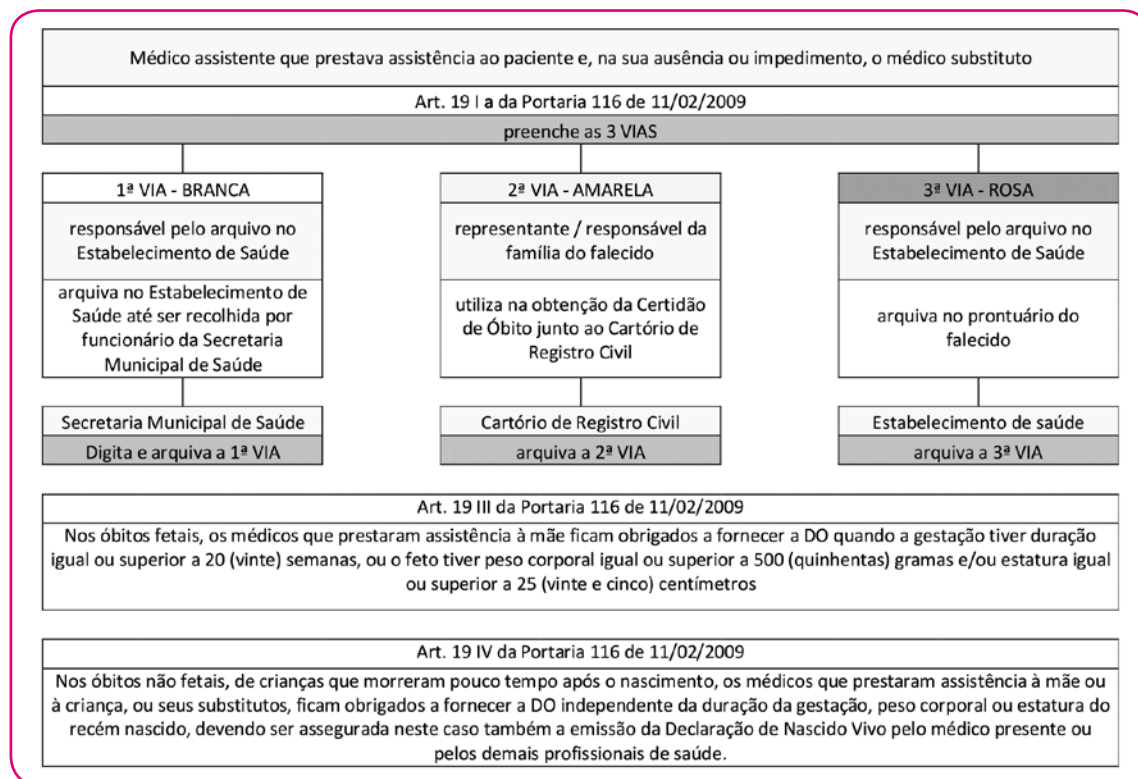 Médico assistente que prestava assistência ao paciente e, na sua ausência ou impedimento, o médico substituto
Art. 19 I a da Portaria 116 de 11/02/2009
preenche as 3 VIAS
1ª VIA - BRANCA
responsável pelo arquivo no
Estabelecimento de Saúde
arquiva no Estabelecimento de
Saúde até ser recolhida por
funcionário da Secretaria
Municipal de Saúde
Secretaria Municipal de Saúde
Digita e arquiva a 1ª VIA
2ª VIA - AMARELA
representante / responsável da
família do falecido
utiliza na obtenção da Certidão
de Óbito junto ao Cartório de
Registro Civil
Cartório de Registro Civil
arquiva a 2ª VIA
3ª VIA - ROSA
responsável pelo arquivo no
Estabelecimento de Saúde
arquiva no prontuário do
falecido
Estabelecimento de saúde
arquiva a 3ª VIA
Art. 19 III da Portaria 116 de 11/02/2009
Nos óbitos fetais, os médicos que prestaram assistência à mãe ficam obrigados a fornecer a DO quando a gestação tiver duração
igual ou superior a 20 (vinte) semanas, ou o feto tiver peso corporal igual ou superior a 500 (quinhentas) gramas e/ou estatura igual
ou superior a 25 (vinte e cinco) centímetros
Art. 19 IV da Portaria 116 de 11/02/2009
Nos óbitos não fetais, de crianças que morreram pouco tempo após o nascimento, os médicos que prestaram assistência à mãe ou
à criança, ou seus substitutos, ficam obrigados a fornecer a DO independente da duração da gestação, peso corporal ou estatura do
recém nascido, devendo ser assegurada neste caso também a emissão da Declaração de Nascido Vivo pelo médico presente ou
pelos demais profissionais de saúde.